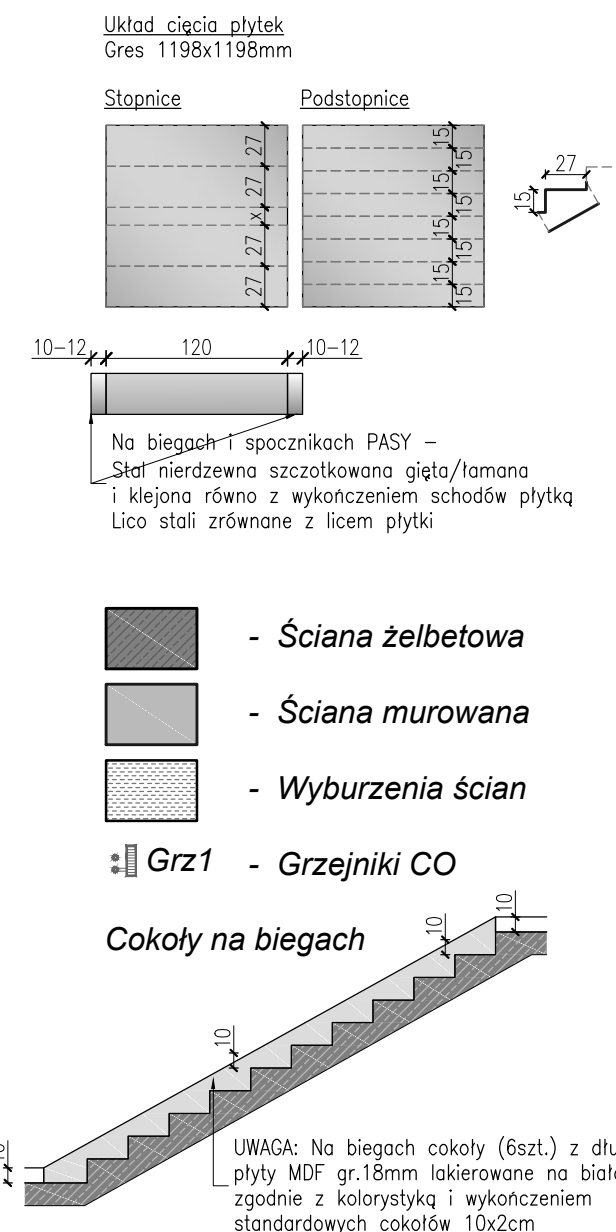 Układ cięcia płytek
Gres 1198x1198mm
Stopnice Podstopnice
27
27
x
27
27
15
15
15
15
15
15
15
15
27
15
10-12 120 10-12
Na biegach i spocznikach PASY -
Stal nierdzewna szczotkowana gięta/łamana
i klejona równo z wykończeniem schodów płytką
Lico stali zrównane z licem płytki
- Ściana żelbetowa
- Ściana murowana
- Wyburzenia ścian
Grz1 - Grzejniki CO
Cokoły na biegach
10
10
10
UWAGA: Na biegach cokoły (6szt.) z
płyty MDF gr.18mm lakierowane na
zgodnie z kolorystyką i wykończeniem
standardowych cokołów 10x2cm